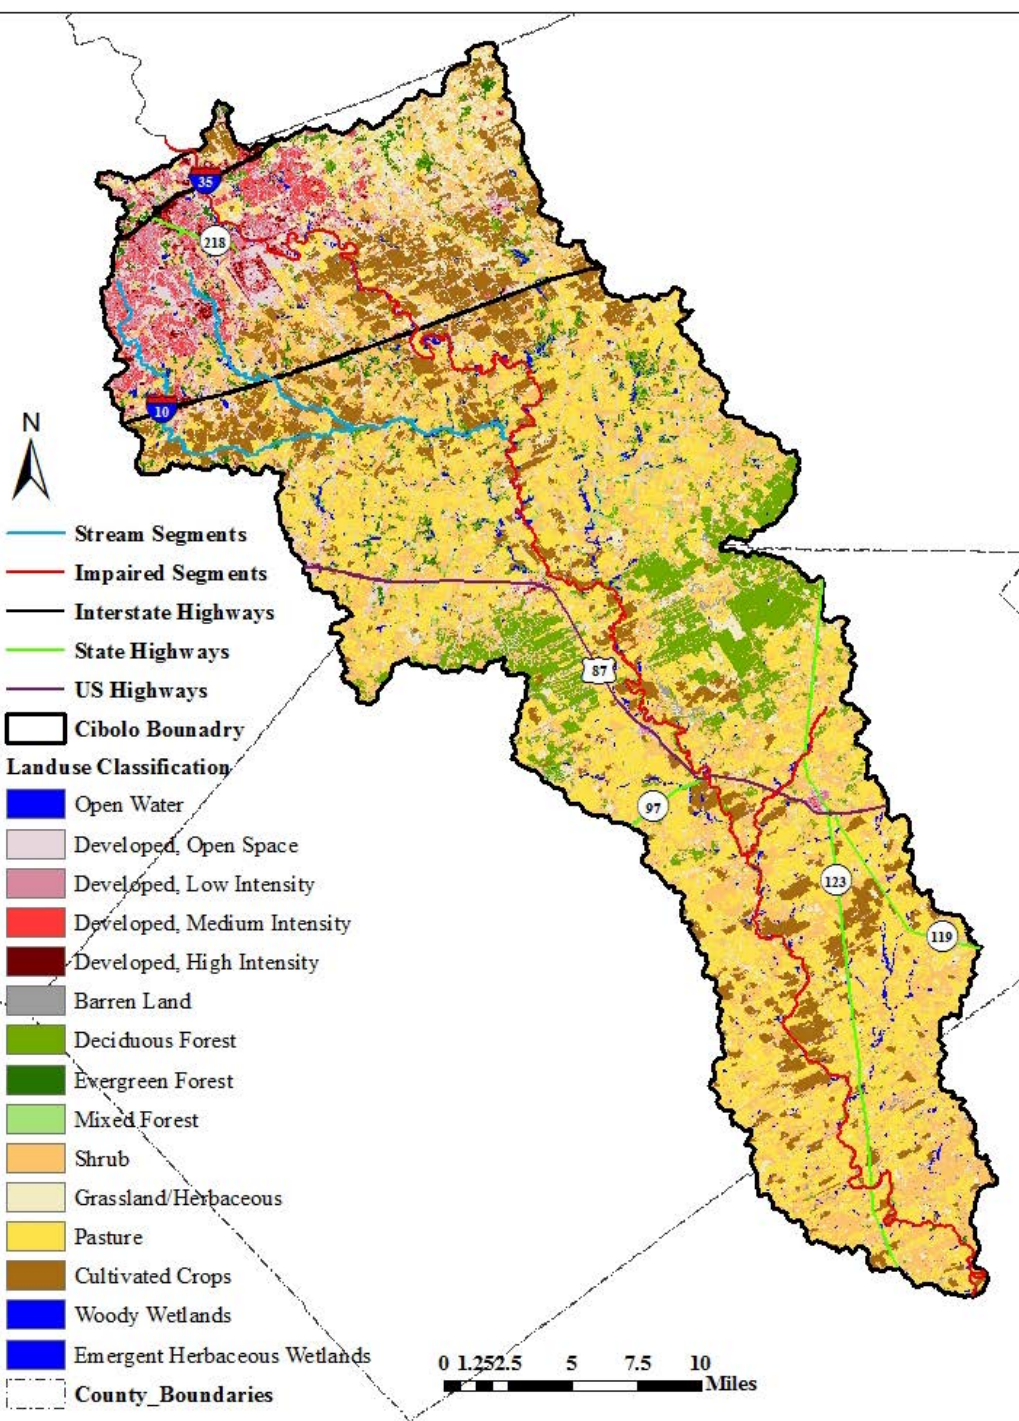 35
218
10
N
Stream Segments
Impaired Segments
Interstate Highways
State Highways
US Highways
87
Cibolo Bounadry
Landuse Classification
Open Water
97
Developed, Open Space
Developed, Low Intensity
123
Developed, Medium Intensity
119
Developed, High Intensity
Barren Land
Deciduous Forest
Evergreen Forest
Mixed Forest
Shrub
Grassland/Herbaceous
Pasture
Cultivated Crops
Woody Wetlands
Emergent Herbaceous Wetlands
0 1.25 2.5 5 7.5 10
Miles
County_Boundaries